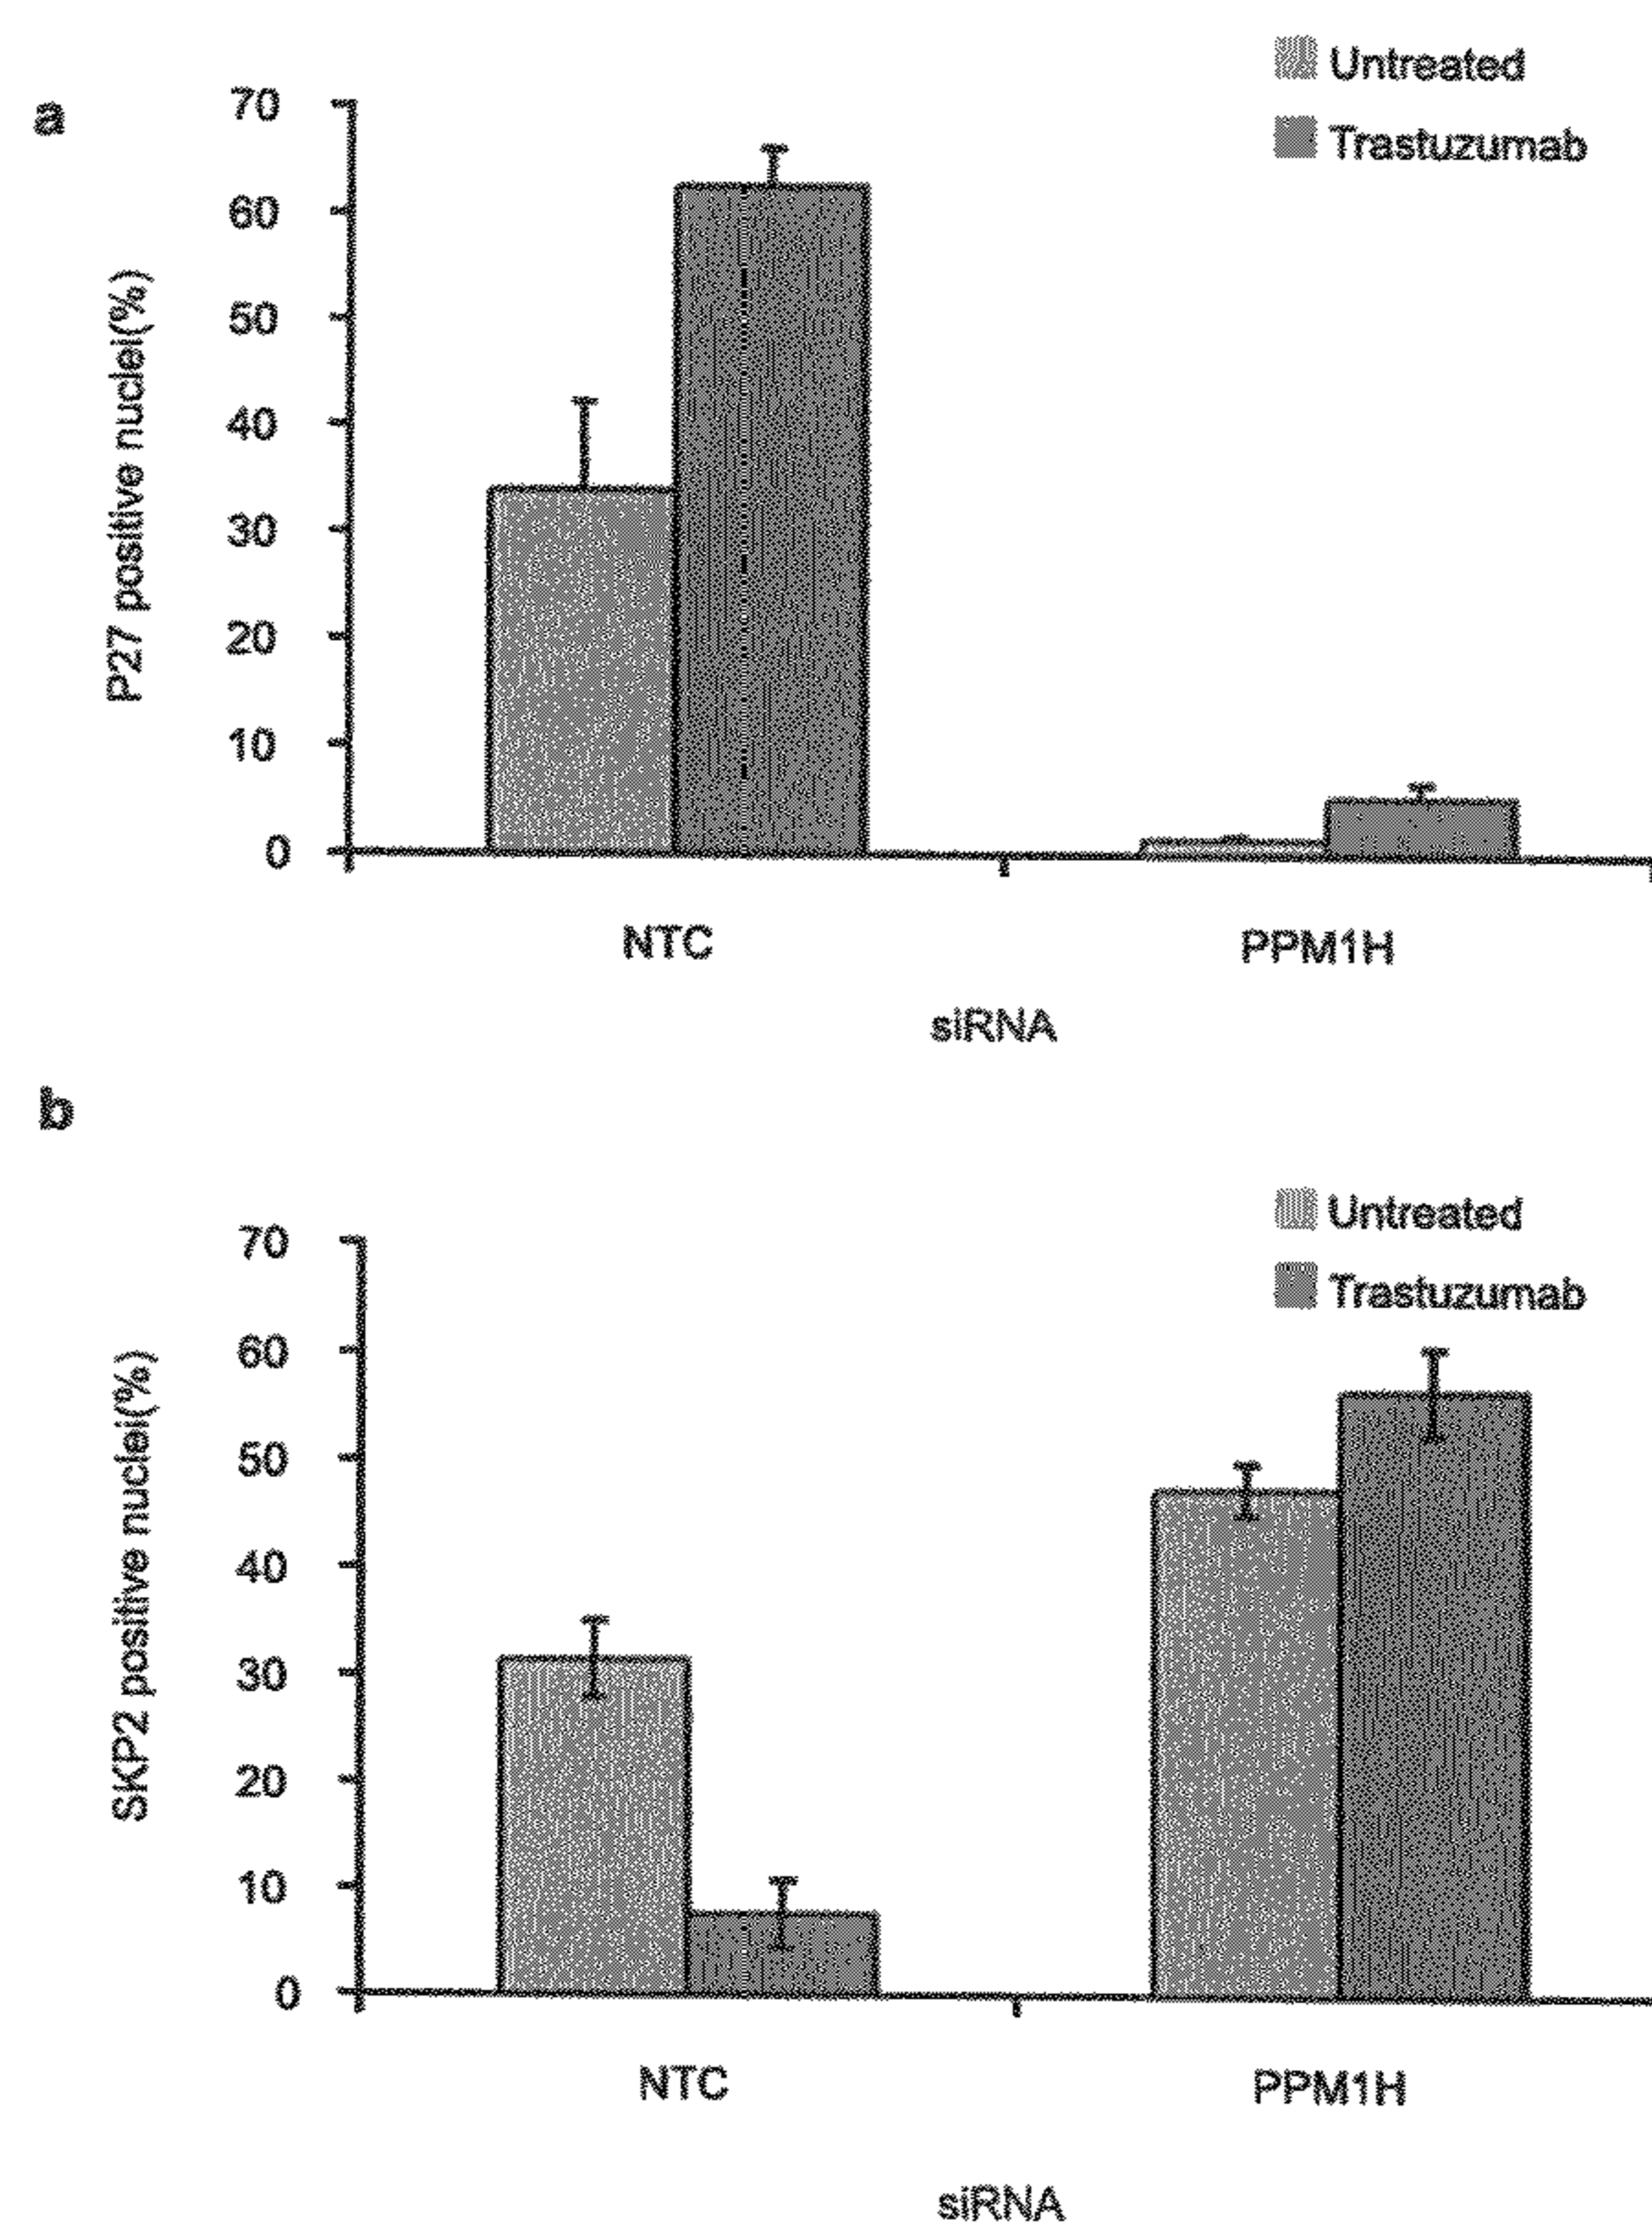 a
Untreated
Trastuzumab
P27 positive nuclei(%)
70
60
50
40
30
20
10
0
NTC
PPM1H
siRNA
b
Untreated
Trastuzumab
SKP2 positive nuclei(%)
70
60
50
40
30
20
10
0
NTC
PPM1H
siRNA